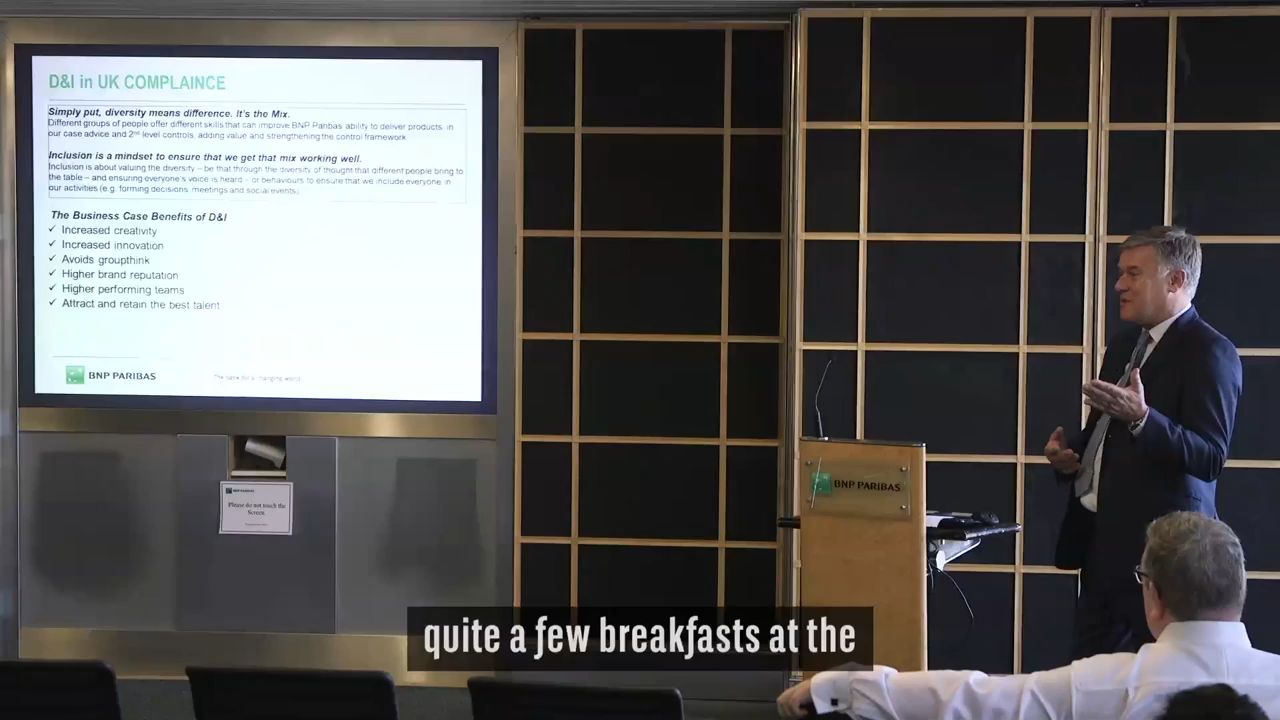 D&I in UK COMPLAINCE
Simply put, diversity means difference. It's the Mix.
Different groups of people offer different skills that can improve BNP Paribas ability to deliver products, in
our case advice and 2nd level controls, adding value and strengthening the control framework
Inclusion is a mindset to ensure that we get that mix working well.
Inclusion is about valuing the diversity – be that through the diversity of thought that different people bring to
the table – and ensuring everyone's voice is heard – or behaviours to ensure that we include everyone in
our activities (e.g. forming decisions, meetings and social events)
The Business Case Benefits of D&I
✓ Increased creativity
✓ Increased innovation
✓ Avoids groupthink
✓ Higher brand reputation
✓ Higher performing teams
✓ Attract and retain the best talent
BNP PARIBAS
The bank for a changing world
BNP PARIBAS
Please do not touch the
Screen
BNP PARIBAS
quite a few breakfasts at the